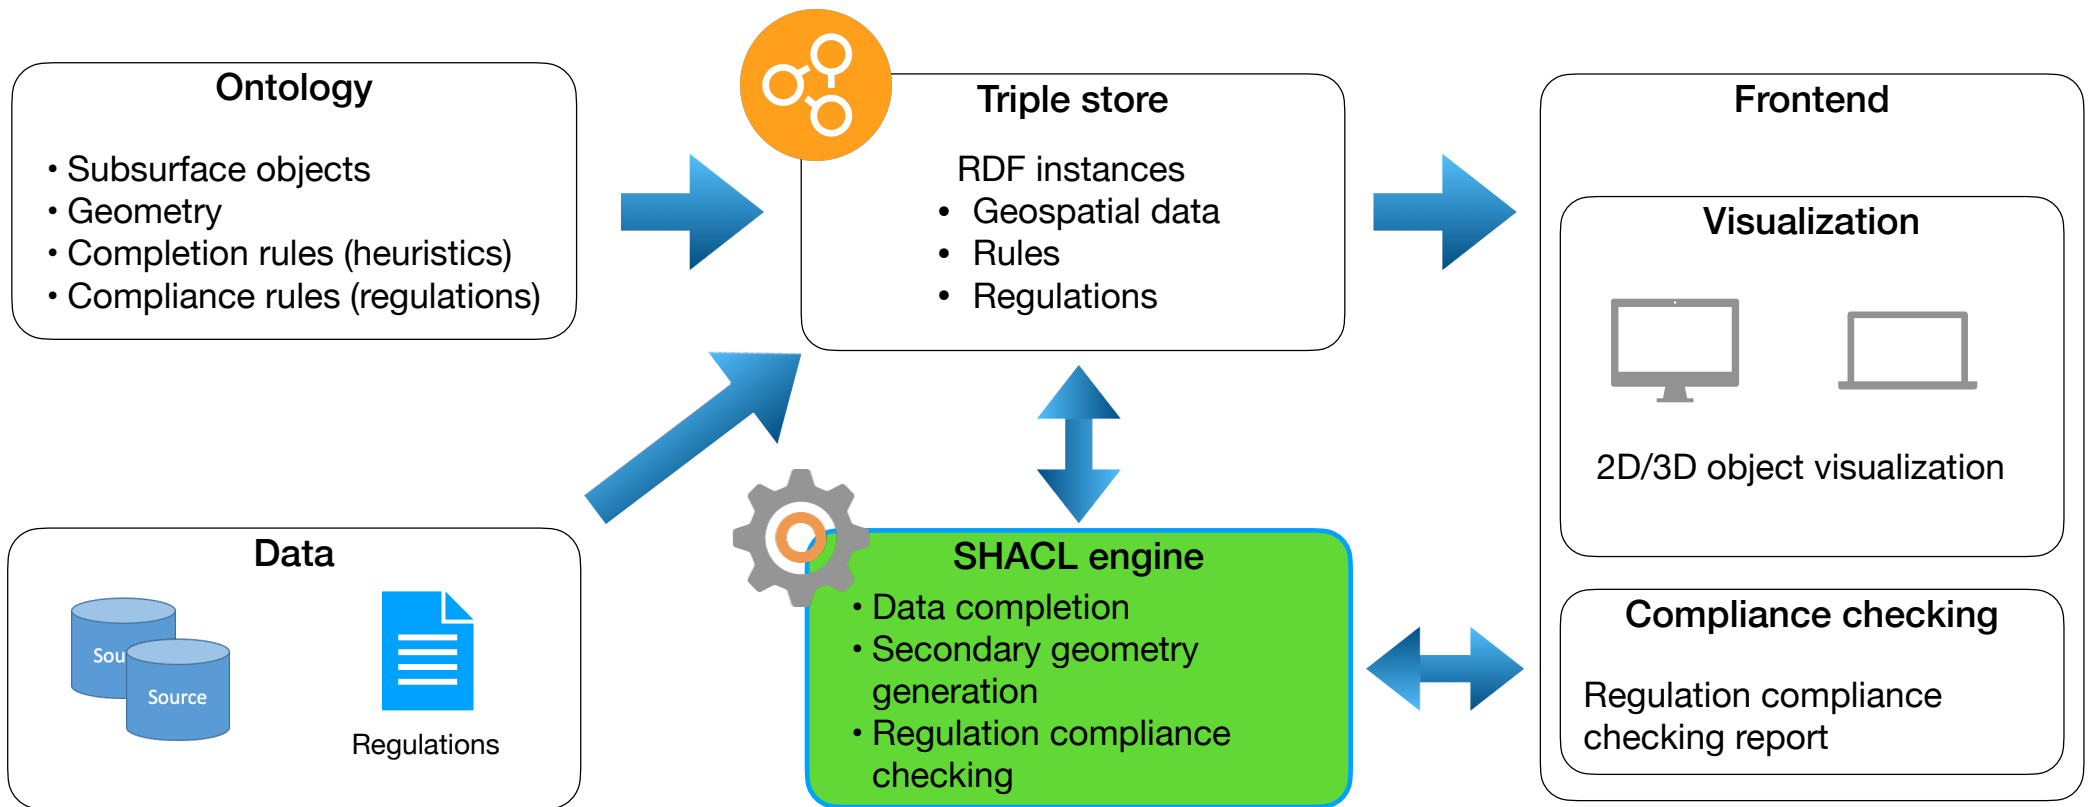 Ontology
• Subsurface objects
• Geometry
• Completion rules (heuristics)
• Compliance rules (regulations)
Triple store
RDF instances
• Geospatial data
• Rules
• Regulations
Frontend
Visualization
2D/3D object visualization
Data
Sou
Source
Regulations
SHACL engine
• Data completion
• Secondary geometry
generation
• Regulation compliance
checking
Compliance checking
Regulation compliance
checking report